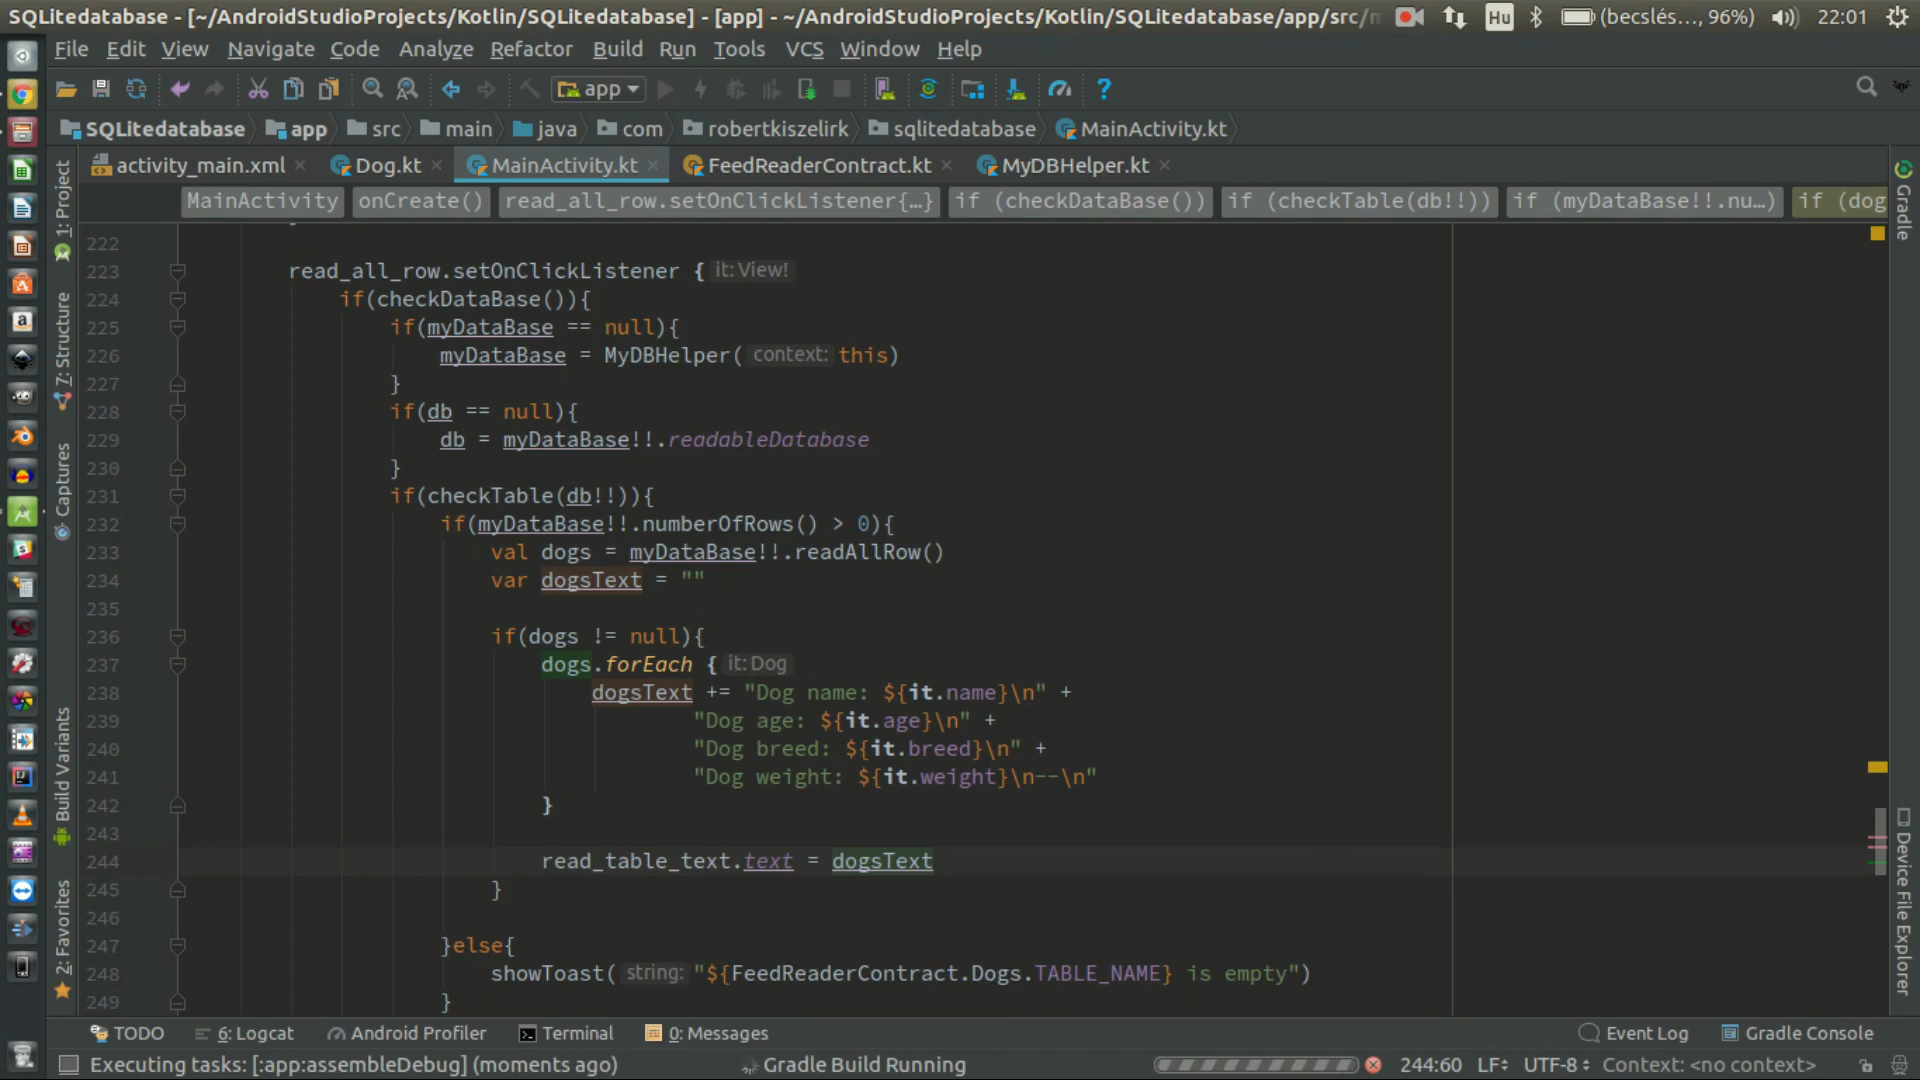 SQLitedatabase - [~/AndroidStudioProjects/Kotlin/SQLitedatabase] - [app] - ~/AndroidStudioProjects/Kotlin/SQLitedatabase/app/src/ Hu (becslés..., 96%) 22:01
File Edit View Navigate Code Analyze Refactor Build Run Tools VCS Window Help
app
SQLitedatabase app src main java com robertkiszelirk sqlitedatabase MainActivity.kt
activity_main.xml Dog.kt MainActivity.kt FeedReaderContract.kt MyDBHelper.kt
MainActivity onCreate() read_all_row.setOnClickListener{...} if (checkDataBase()) if (checkTable(db!!)) if (myDataBase!!.nu...) if (dog
222
223 read_all_row.setOnClickListener { it: View!
224 if(checkDataBase()){
225 if(myDataBase == null){
226 myDataBase = MyDBHelper( context: this)
227 }
228 if(db == null){
229 db = myDataBase!!.readableDatabase
230 }
231 if(checkTable(db!!)){
232 if(myDataBase!!.numberOfRows() > 0){
233 val dogs = myDataBase!!.readAllRow()
234 var dogsText = ""
235
236 if(dogs != null){
237 dogs.forEach { it: Dog
238 dogsText += "Dog name: ${it.name}\n" +
239 "Dog age: ${it.age}\n" +
240 "Dog breed: ${it.breed}\n" +
241 "Dog weight: ${it.weight}\n--\n"
242 }
243
244 read_table_text.text = dogsText
245 }
246
247 }else{
248 showToast( string: "${FeedReaderContract.Dogs.TABLE_NAME} is empty")
249 }
1: Project
7: Structure
Captures
Build Variants
2: Favorites
Gradle
Device File Explorer
TODO 6: Logcat Android Profiler Terminal 0: Messages Event Log Gradle Console
Executing tasks: [:app:assembleDebug] (moments ago) Gradle Build Running 244:60 LF UTF-8 Context: <no context>